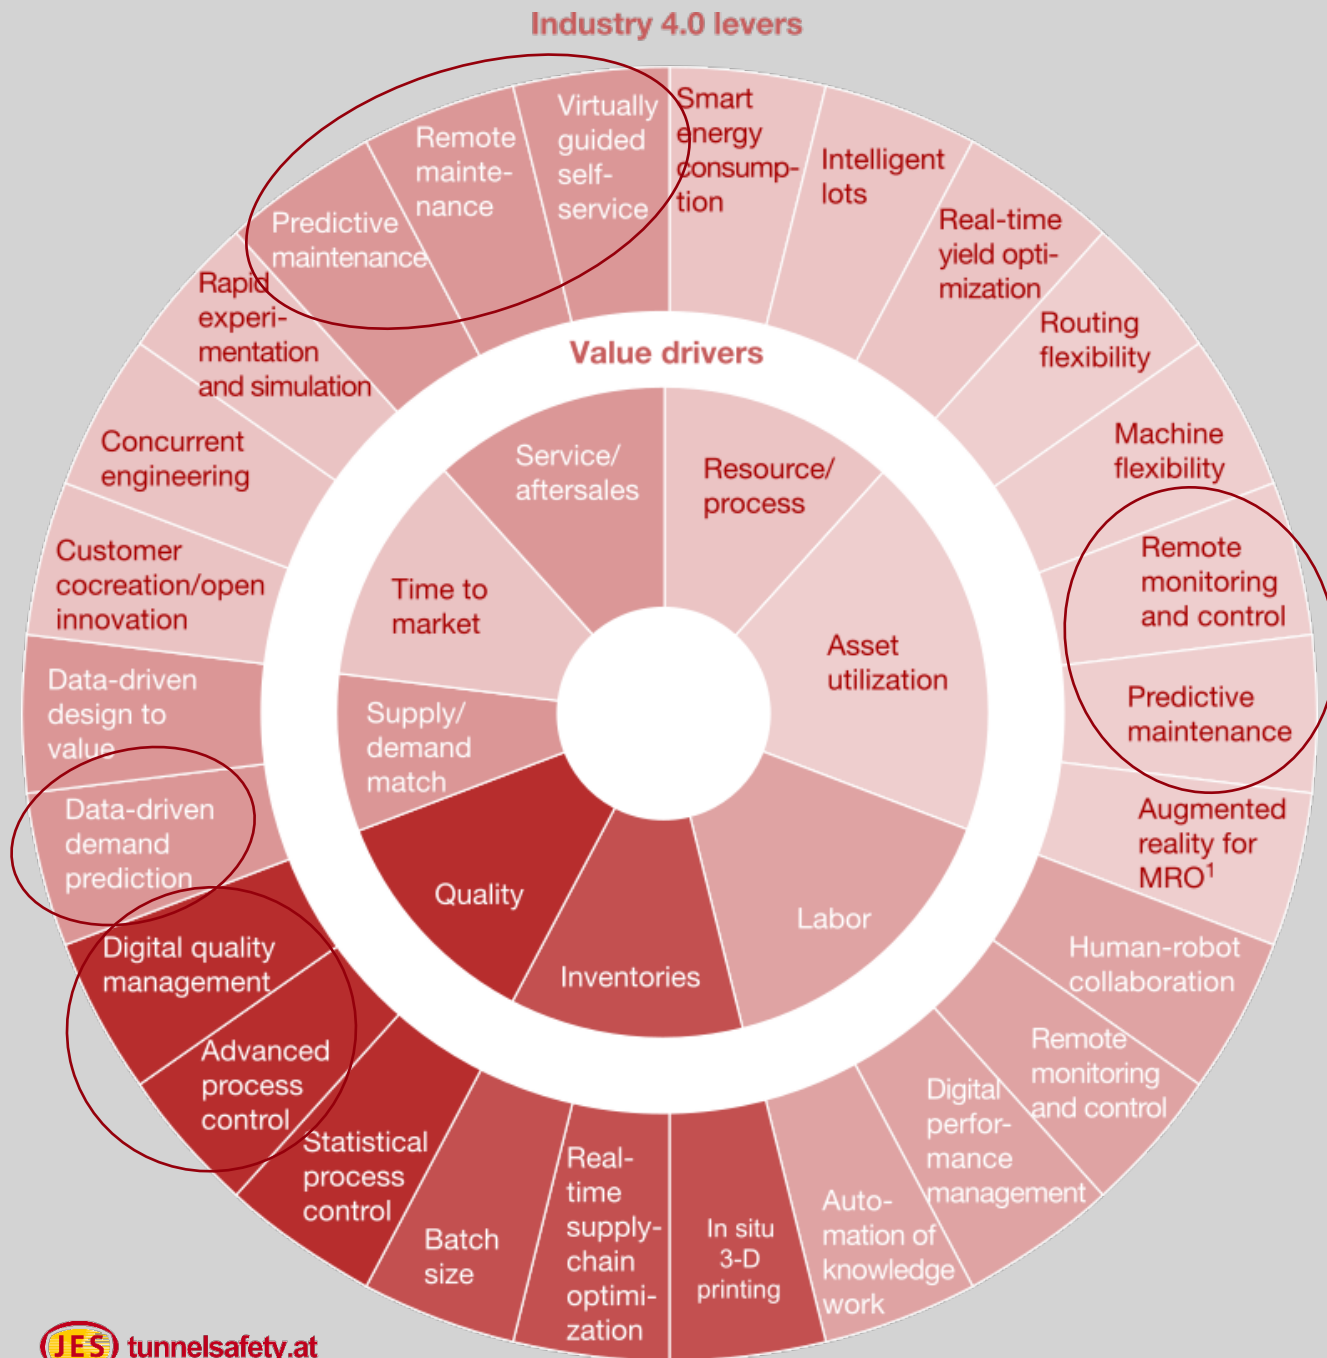 Industry 4.0 levers
Smart
energy
consump-
tion
Intelligent
lots
Real-time
yield opti-
mization
Routing
flexibility
Machine
flexibility
Remote
monitoring
and control
Predictive
maintenance
Augmented
reality for
MRO¹
Human-robot
collaboration
Remote
monitoring
and control
Digital
perfor-
mance
management
Auto-
mation of
knowledge
work
In situ
3-D
printing
Real-
time
supply-
chain
optimi-
zation
Batch
size
Statistical
process
control
Advanced
process
control
Digital quality
management
Data-driven
demand
prediction
Data-driven
design to
value
Customer
cocreation/open
innovation
Concurrent
engineering
Rapid
experi-
mentation
and simulation
Predictive
maintenance
Remote
mainte-
nance
Virtually
guided
self-
service
Value drivers
Resource/
process
Asset
utilization
Labor
Inventories
Quality
Supply/
demand
match
Time to
market
Service/
aftersales
JES tunnelsafety.at